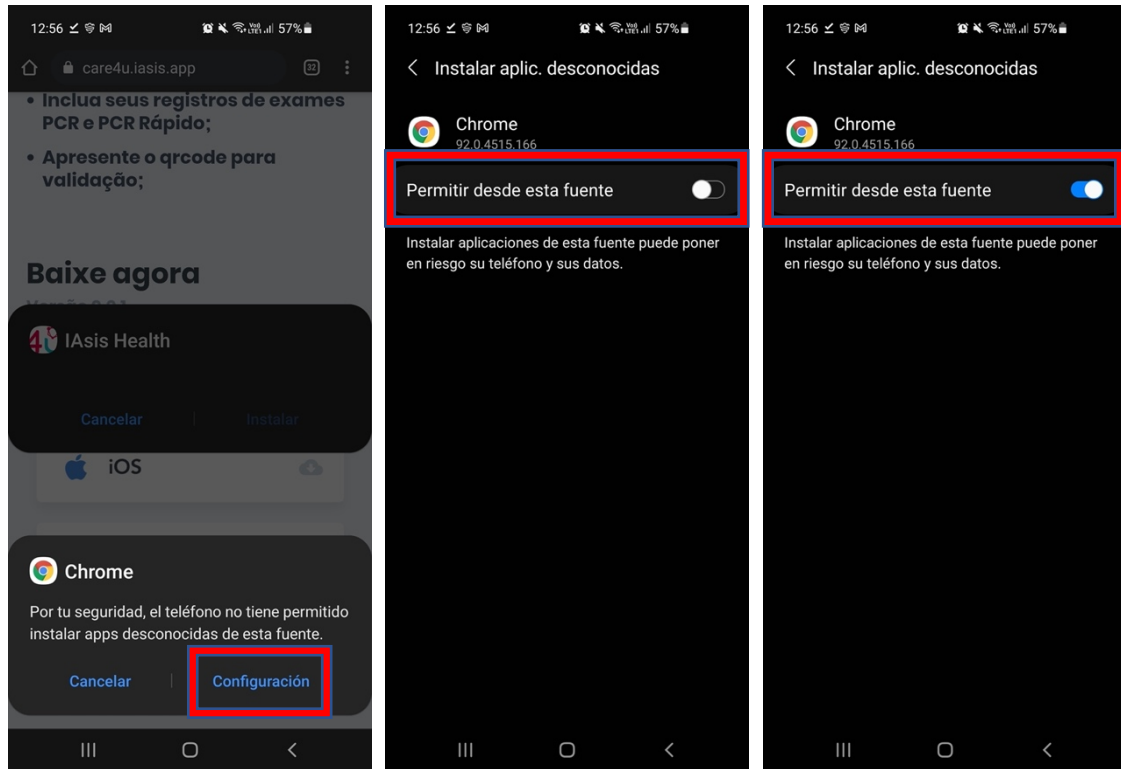 12:56 57%
care4u.iasis.app 32
• Inclua seus registros de exames
PCR e PCR Rápido;
• Apresente o qrcode para
validação;
Baixe agora
IAsis Health
Cancelar Instalar
iOS
Chrome
Por tu seguridad, el teléfono no tiene permitido
instalar apps desconocidas de esta fuente.
Cancelar Configuración
12:56 57%
Instalar aplic. desconocidas
Chrome
92.0.4515.166
Permitir desde esta fuente
Instalar aplicaciones de esta fuente puede poner
en riesgo su teléfono y sus datos.
12:56 57%
Instalar aplic. desconocidas
Chrome
92.0.4515.166
Permitir desde esta fuente
Instalar aplicaciones de esta fuente puede poner
en riesgo su teléfono y sus datos.